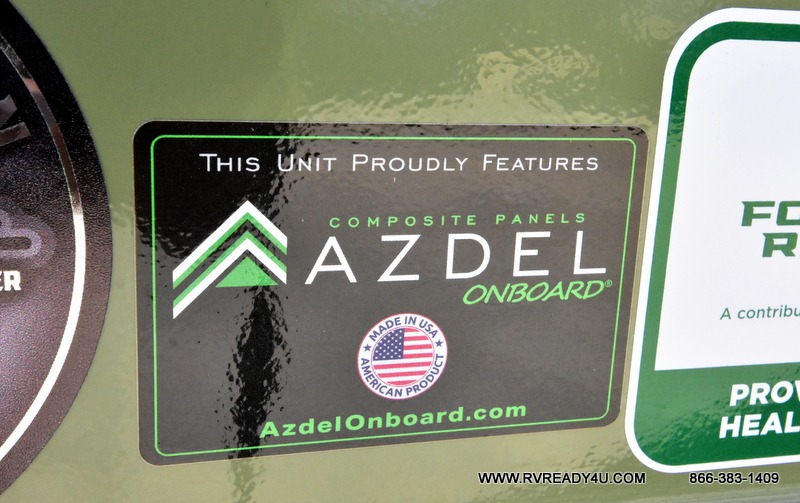 THIS UNIT PROUDLY FEATURES
COMPOSITE PANELS
AZDEL
ONBOARD®
MADE IN USA
AMERICAN PRODUCT
AzdelOnboard.com
ER
FO
R
A contribu
PROV
HEAL
WWW.RVREADY4U.COM 866-383-1409